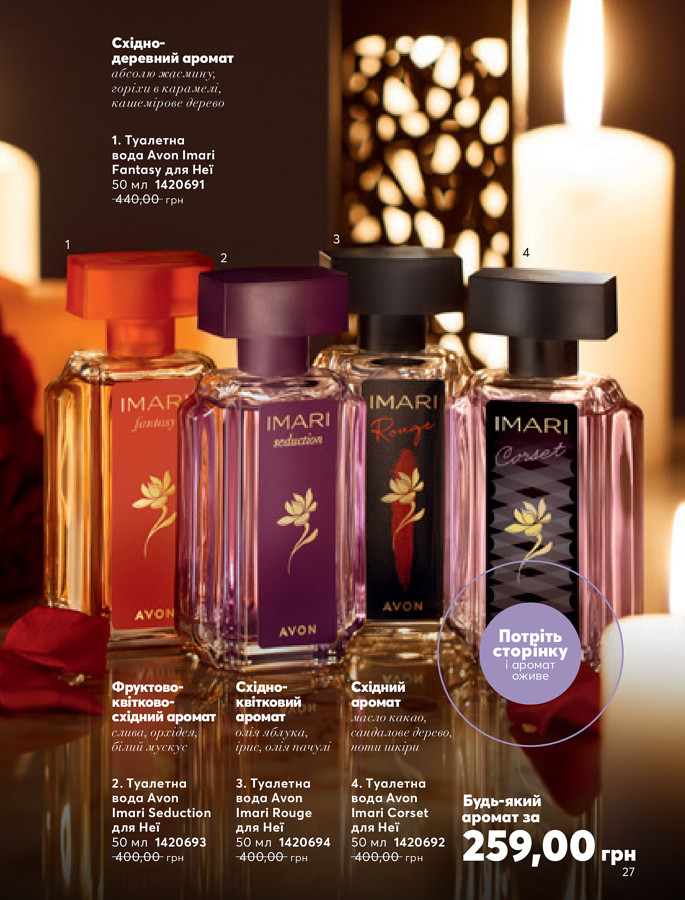 Східно-
деревний аромат
абсолю жасмину,
горіхи в карамелі,
кашемірове дерево
1. Туалетна
вода Avon Imari
Fantasy для Неї
50 мл 1420691
440,00 грн
1
2
3
4
IMARI
fantasy
AVON
IMARI
seduction
AVON
IMARI
Rouge
AVON
IMARI
Corset
Потріть
сторінку
і аромат
оживе
Фруктово-
квітково-
східний аромат
слива, орхідея,
білий мускус
2. Туалетна
вода Avon
Imari Seduction
для Неї
50 мл 1420693
400,00 грн
Східно-
квітковий
аромат
олія яблука,
ірис, олія пачулі
3. Туалетна
вода Avon
Imari Rouge
для Неї
50 мл 1420694
400,00 грн
Східний
аромат
масло какао,
сандалове дерево,
ноти шкіри
4. Туалетна
вода Avon
Imari Corset
для Неї
50 мл 1420692
400,00 грн
Будь-який
аромат за
259,00 грн
27